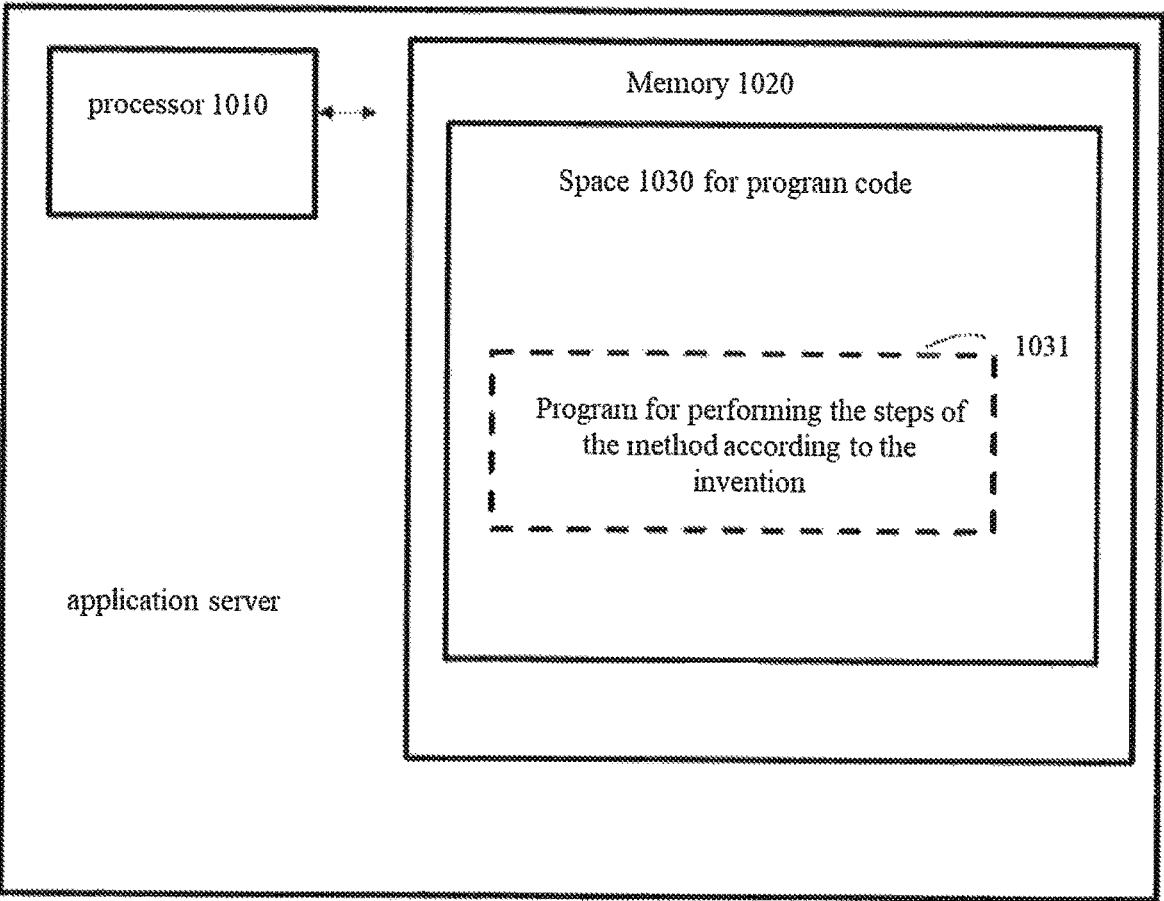 processor 1010
Memory 1020
Space 1030 for program code
1031
Program for performing the steps of
the method according to the
invention
application server